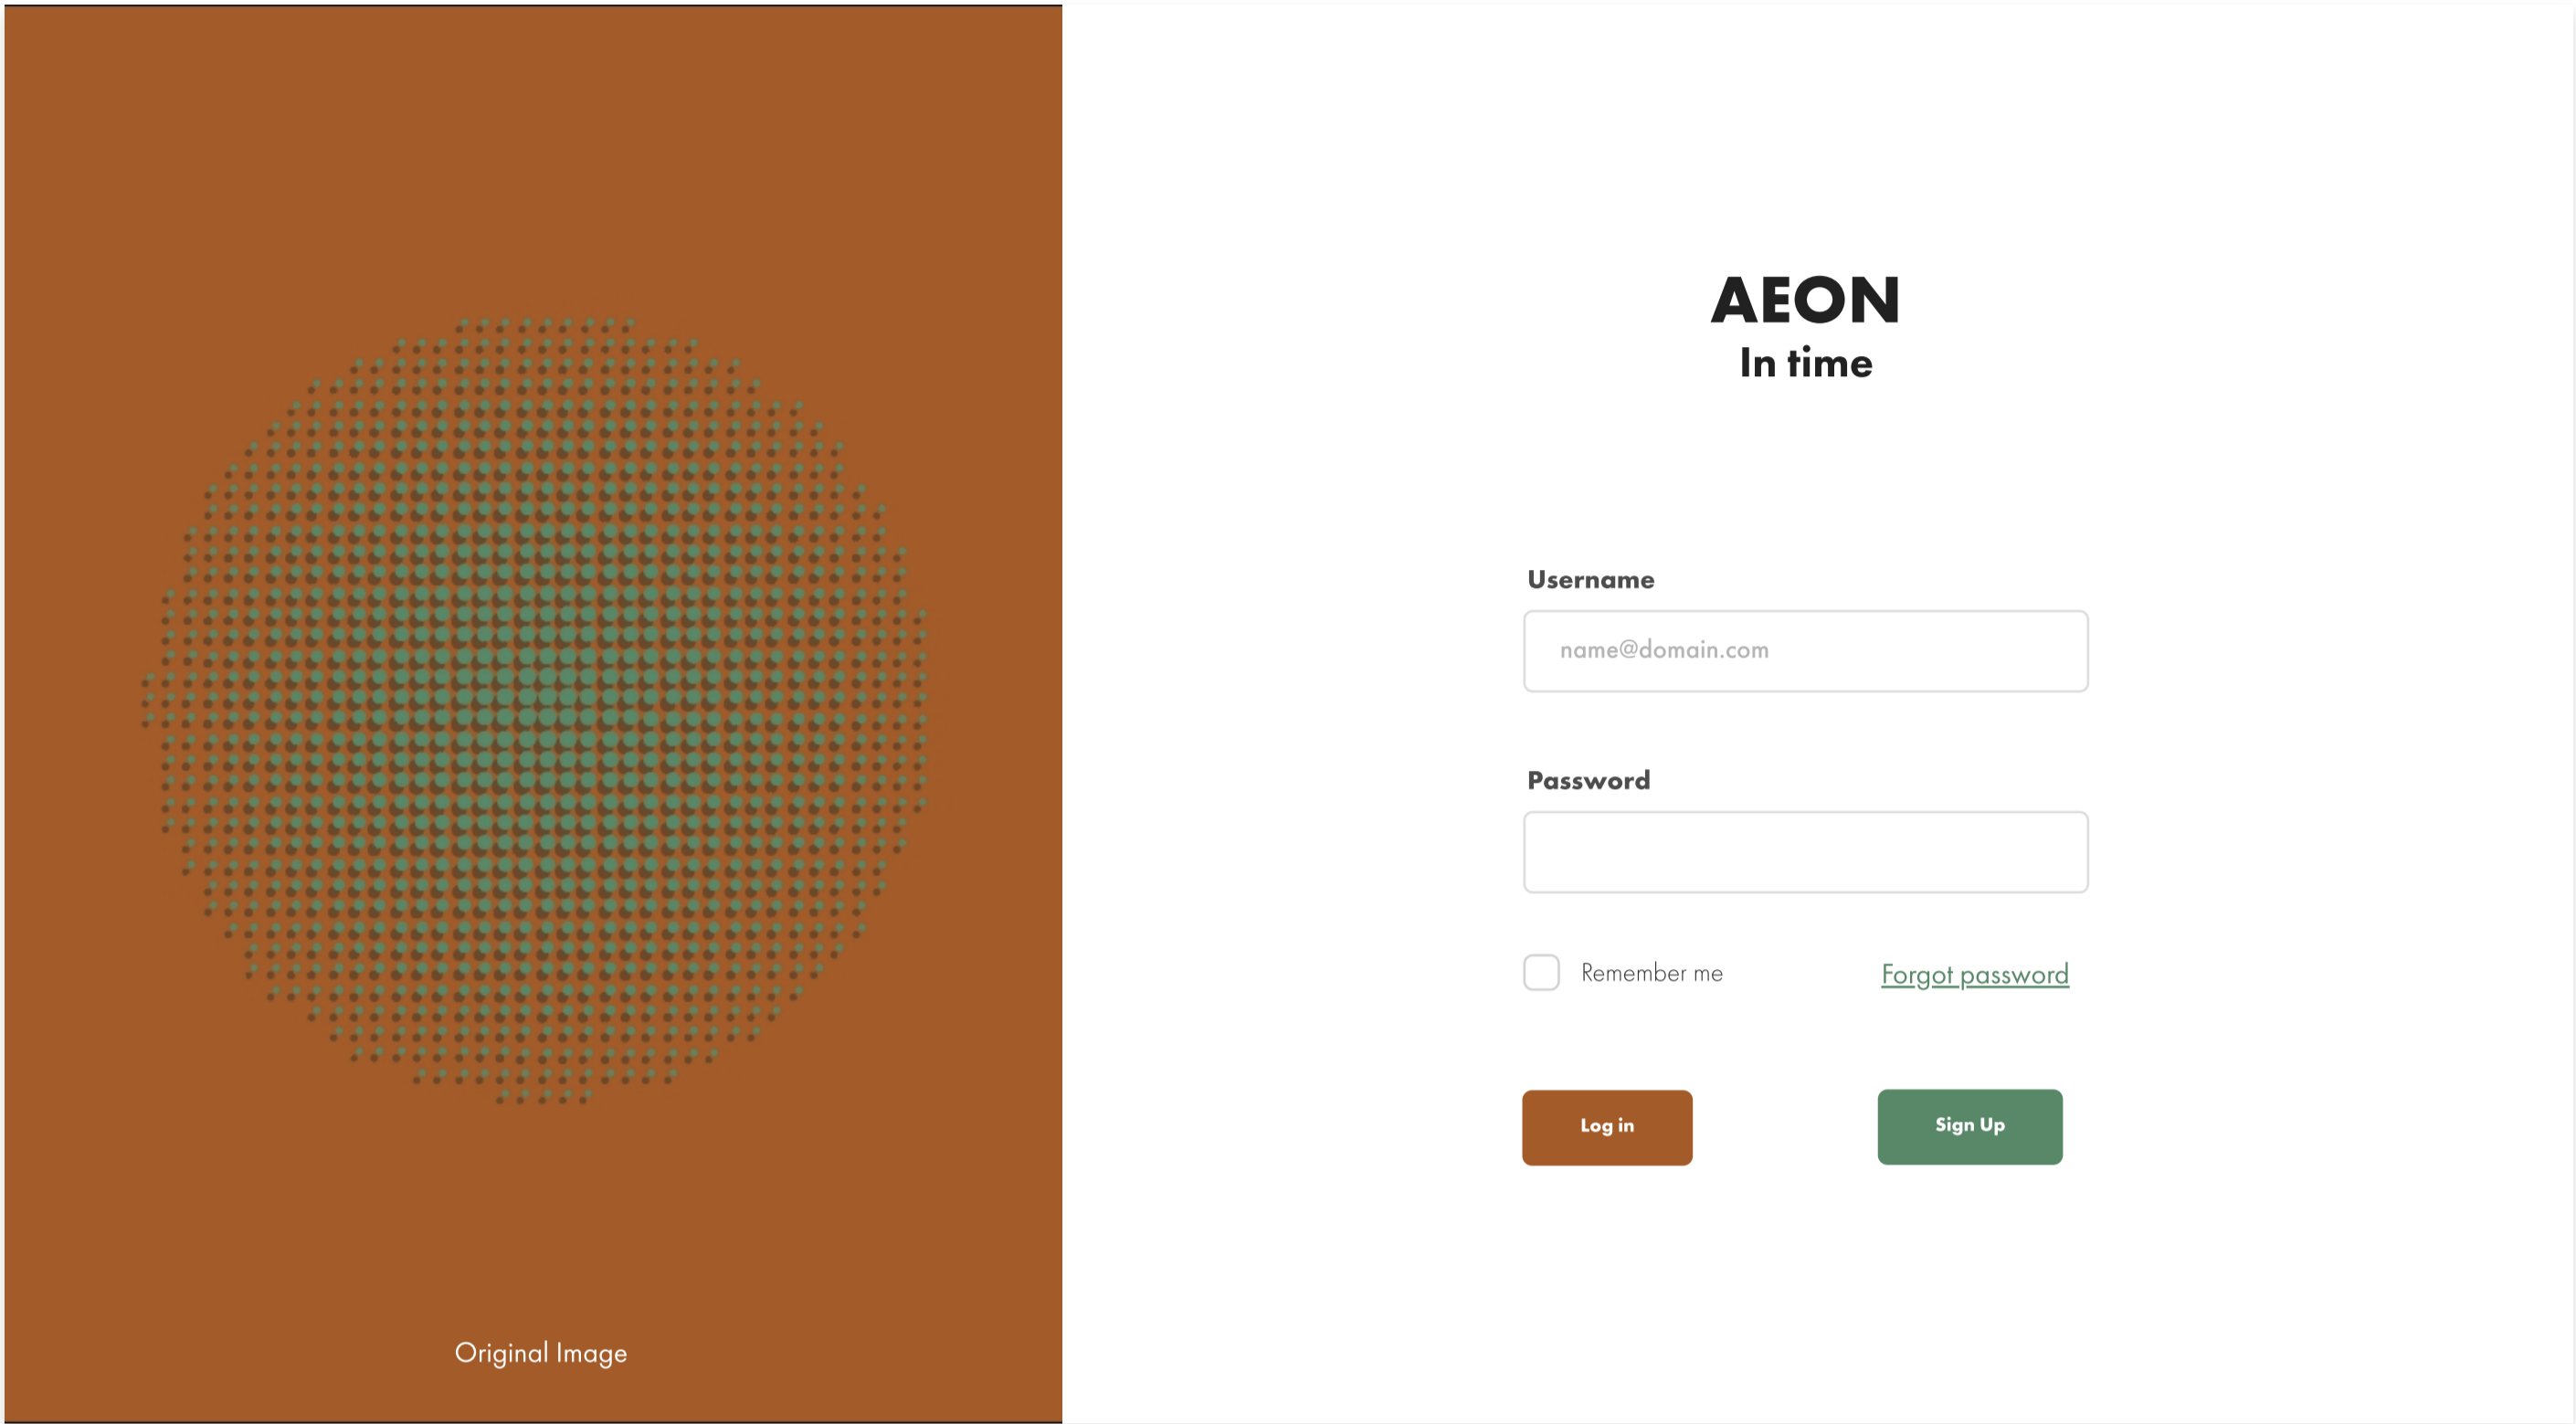 AEON
In time
Username
name@domain.com
Password
Remember me
Forgot password
Log in
Sign Up
Original Image